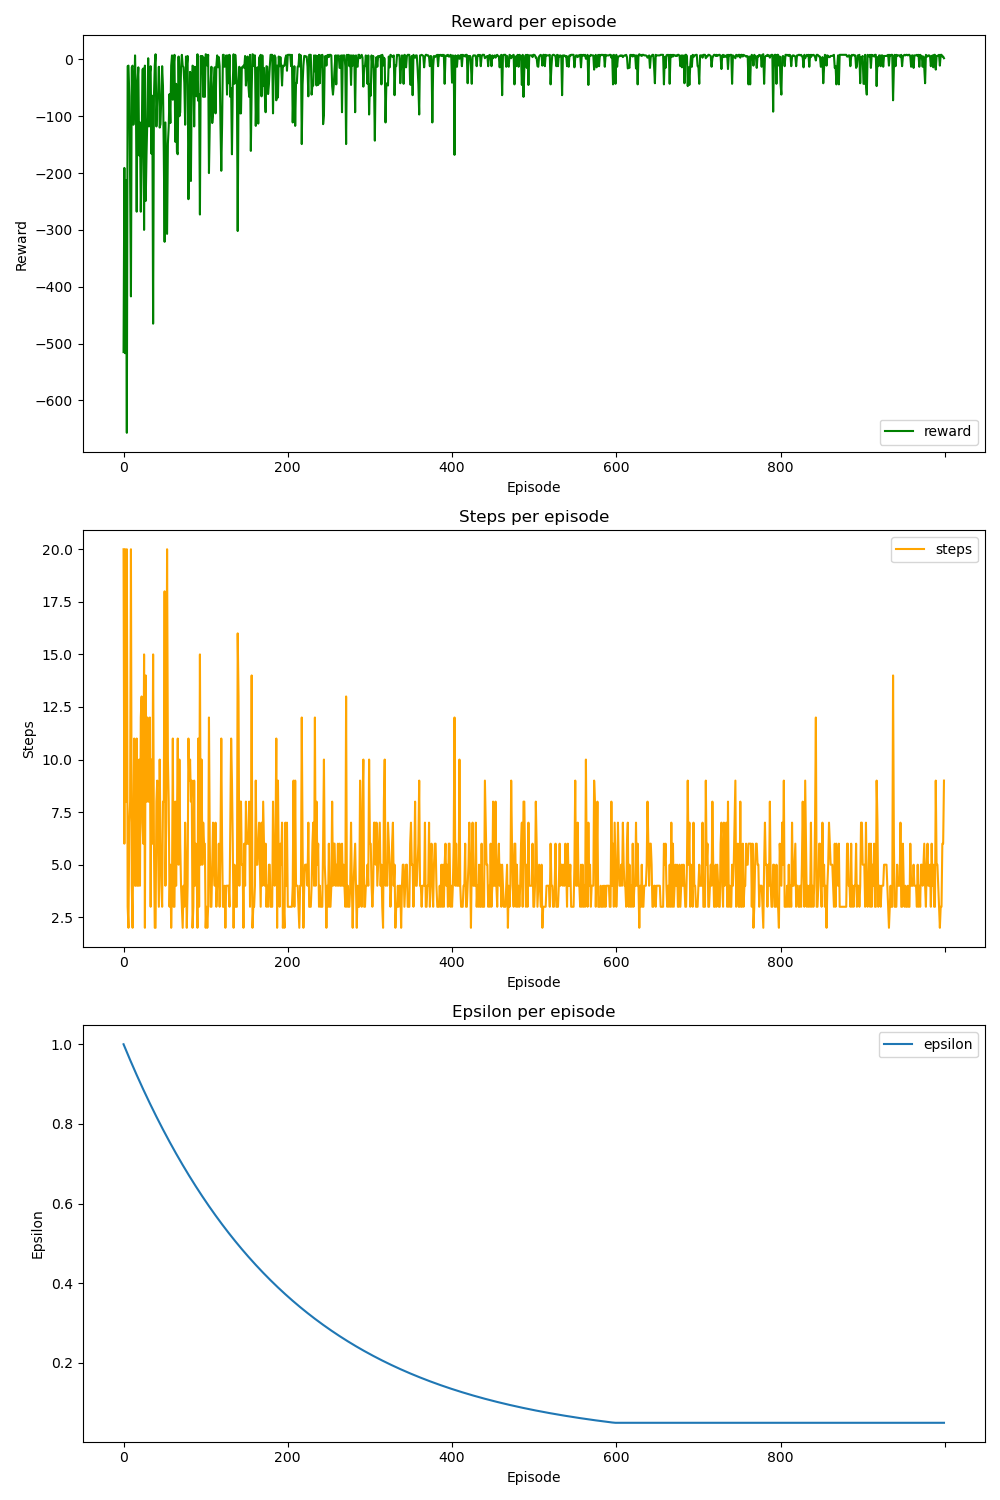 Reward per episode
0
−100
−200
−300
−400
−500
−600
Reward
reward
0 200 400 600 800
Episode
Steps per episode
20.0
17.5
15.0
12.5
10.0
7.5
5.0
2.5
Steps
steps
0 200 400 600 800
Episode
Epsilon per episode
1.0
0.8
0.6
0.4
0.2
Epsilon
epsilon
0 200 400 600 800
Episode